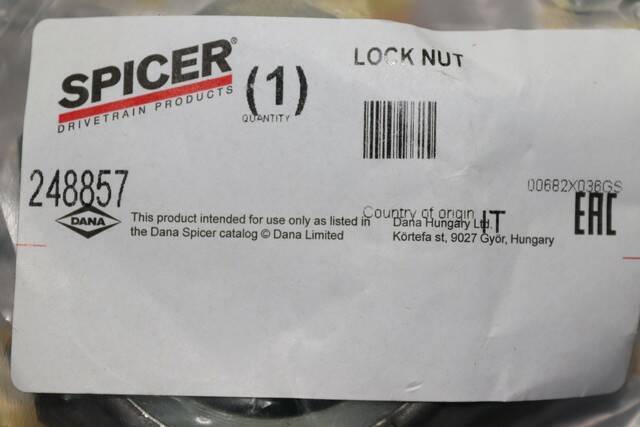 SPICER®
DRIVETRAIN PRODUCTS
(1)
QUANTITY
LOCK NUT
248857
00682X036GS
DANA
This product intended for use only as listed in
the Dana Spicer catalog © Dana Limited
Country of origin IT
Dana Hungary Ltd.
Körtefa st, 9027 Győr, Hungary
EAC